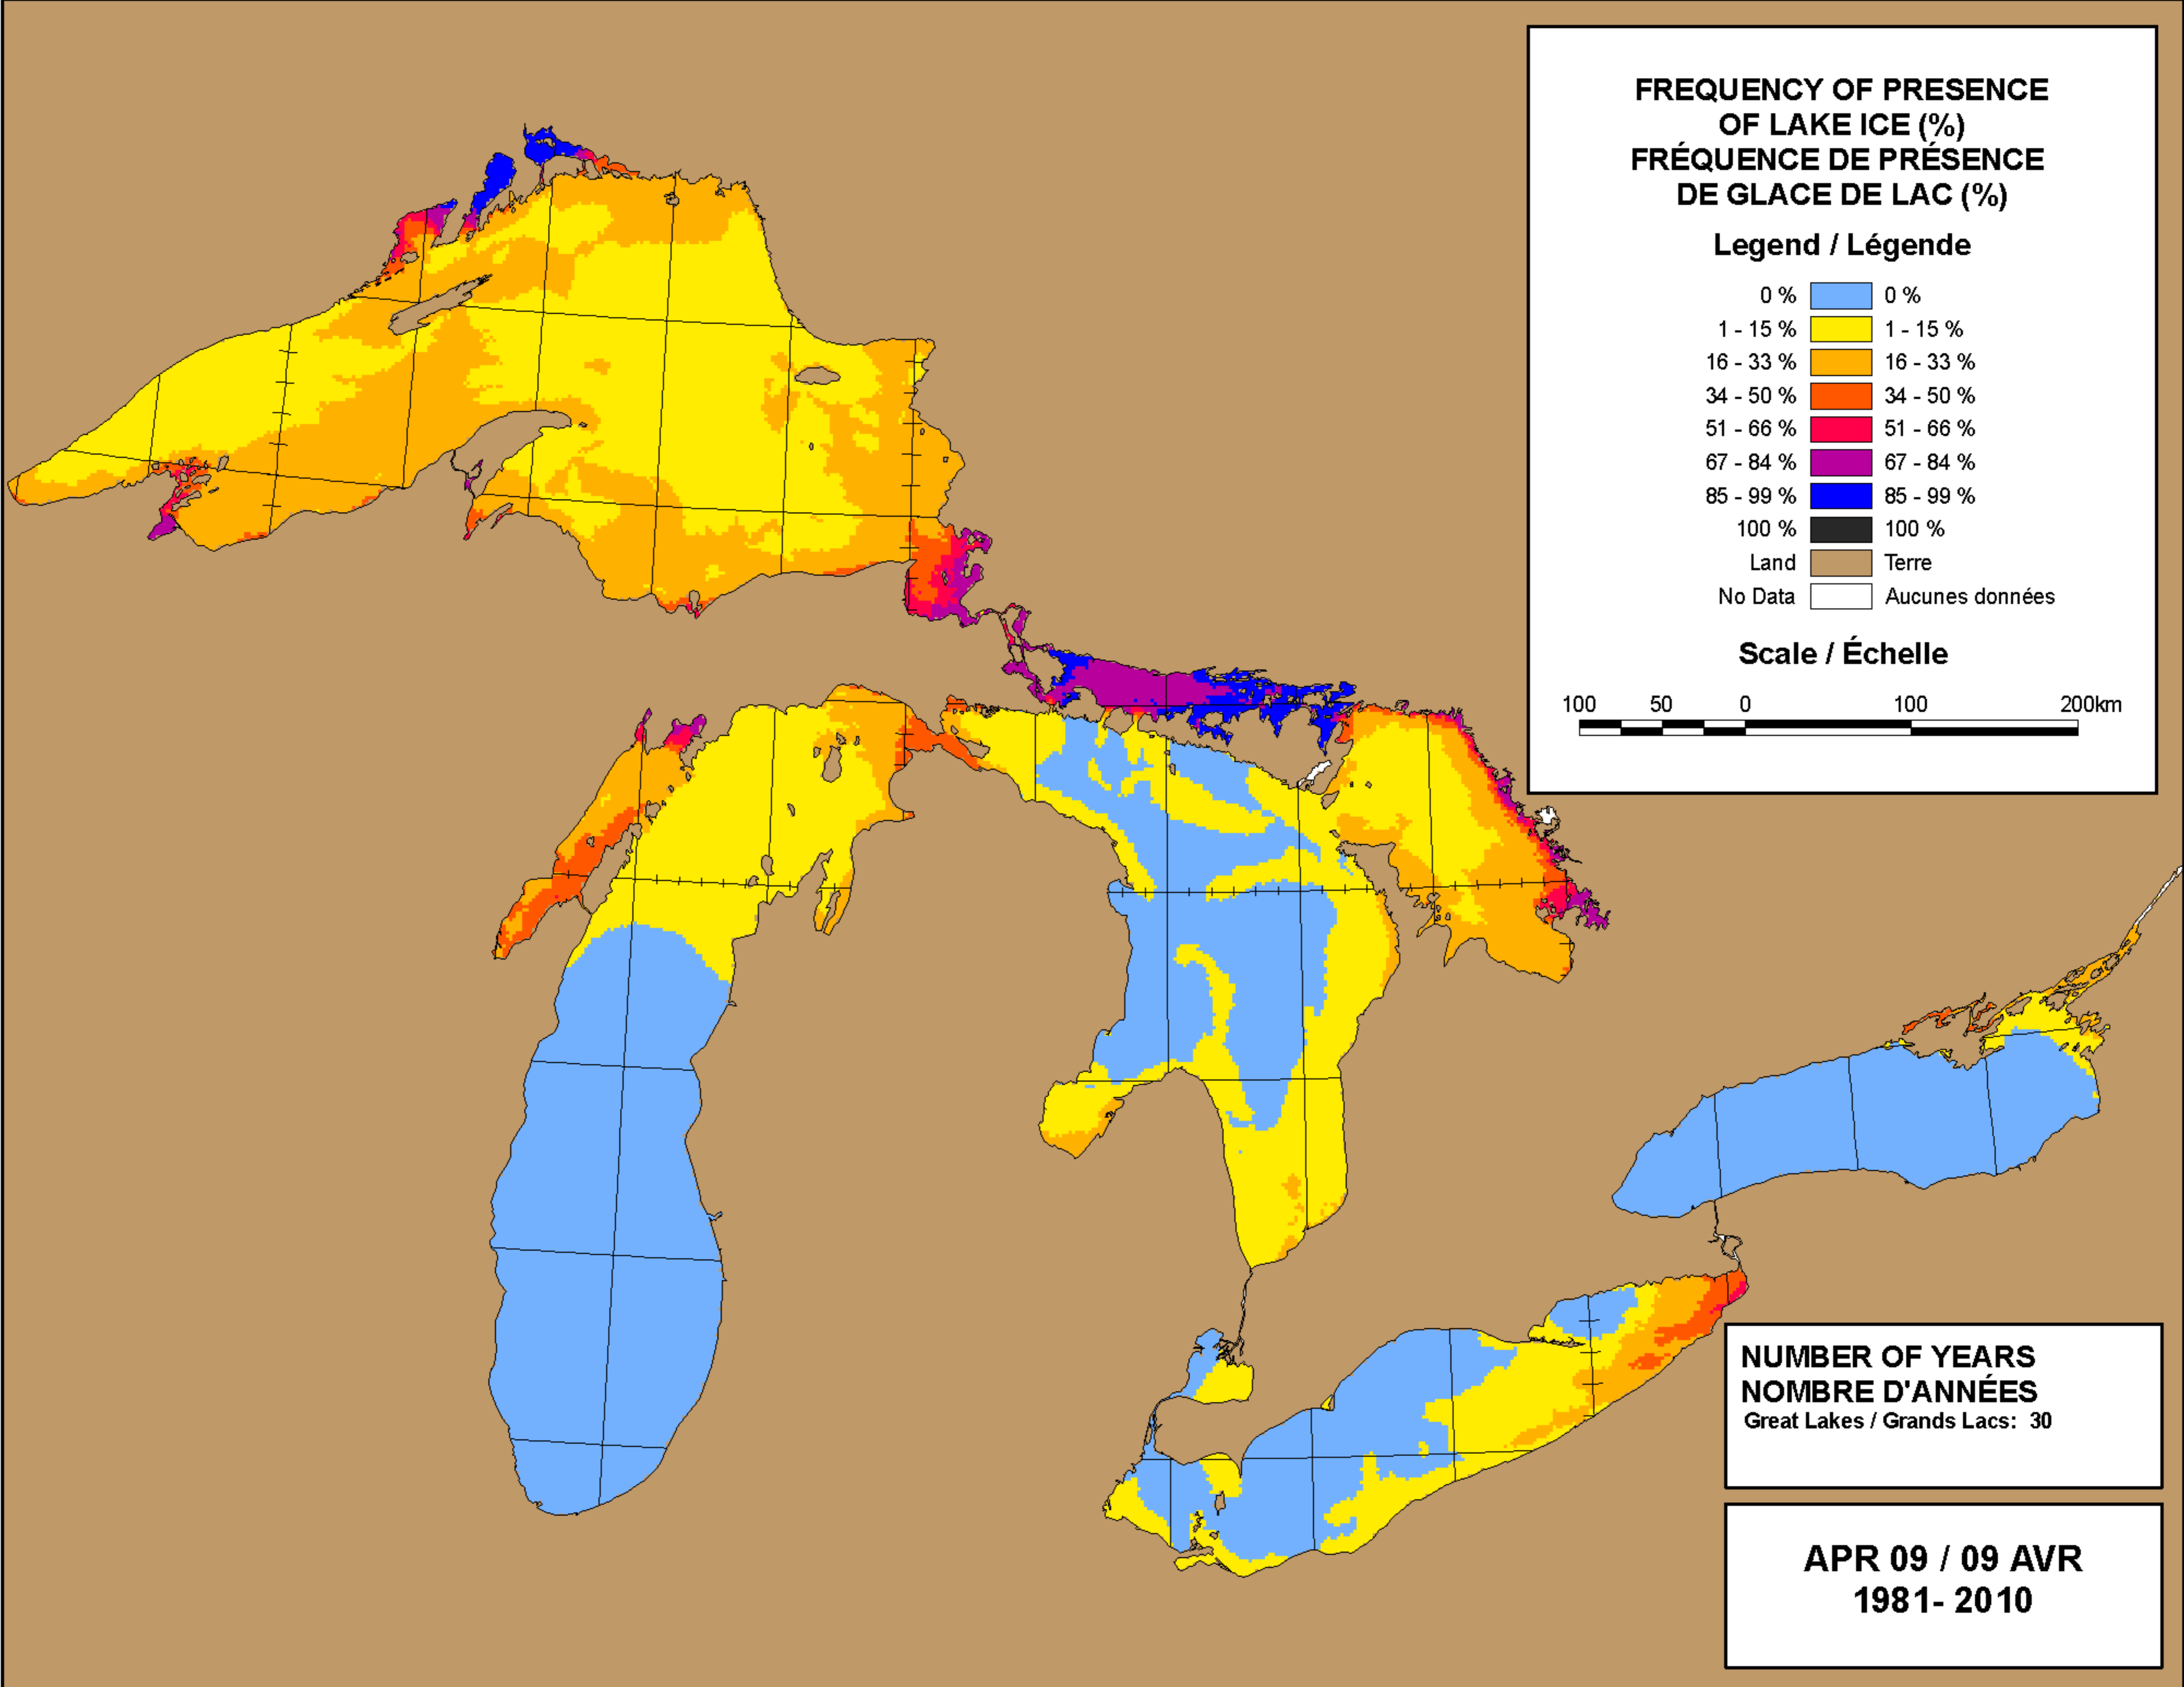 FREQUENCY OF PRESENCE
OF LAKE ICE (%)
FRÉQUENCE DE PRÉSENCE
DE GLACE DE LAC (%)
Legend / Légende
0 % 0 %
1 - 15 % 1 - 15 %
16 - 33 % 16 - 33 %
34 - 50 % 34 - 50 %
51 - 66 % 51 - 66 %
67 - 84 % 67 - 84 %
85 - 99 % 85 - 99 %
100 % 100 %
Land Terre
No Data Aucunes données
Scale / Échelle
100 50 0 100 200km
NUMBER OF YEARS
NOMBRE D'ANNÉES
Great Lakes / Grands Lacs: 30
APR 09 / 09 AVR
1981- 2010